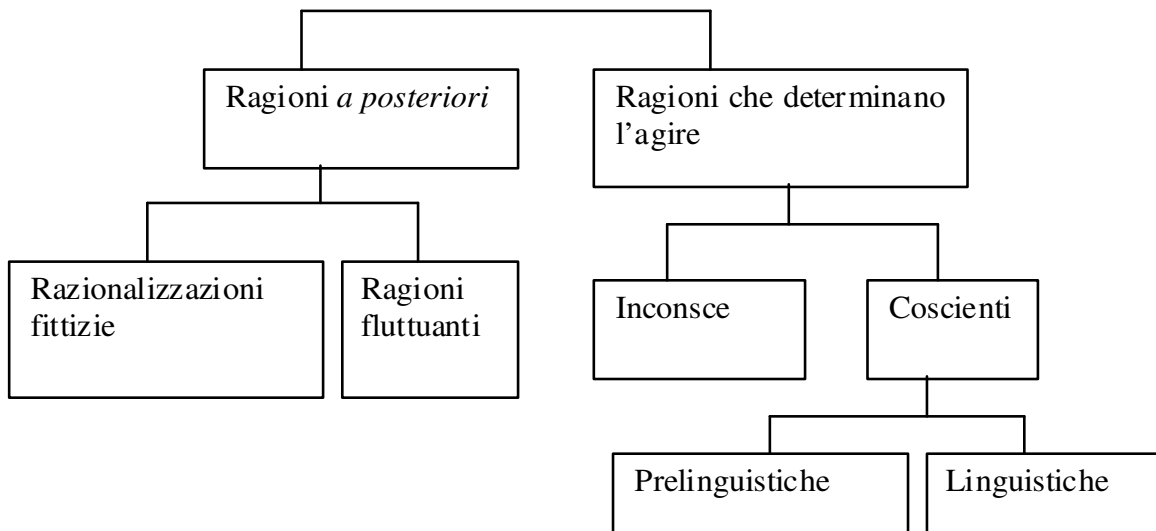 Ragioni a posteriori
Ragioni che determinano
l’agire
Razionalizzazioni
fittizie
Ragioni
fluttuanti
Inconsce
Coscienti
Prelinguistiche
Linguistiche